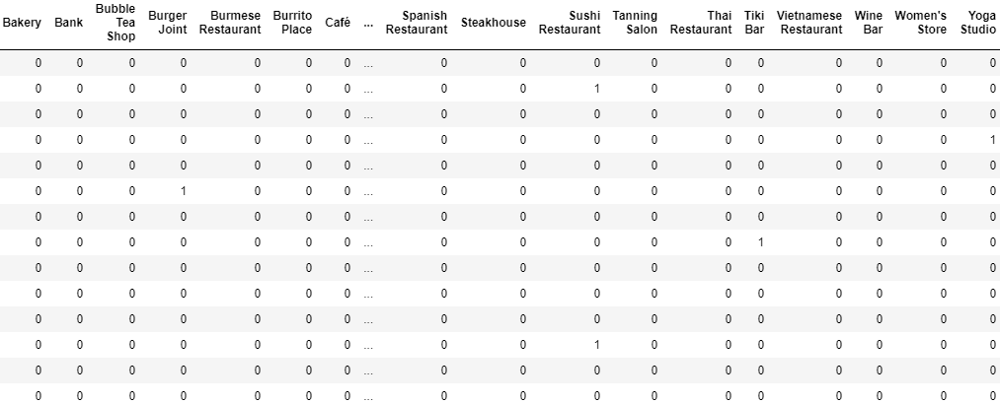 Bakery Bank Bubble Tea Shop Burger Joint Burmese Restaurant Burrito Place Café ... Spanish Restaurant Steakhouse Sushi Restaurant Tanning Salon Thai Restaurant Tiki Bar Vietnamese Restaurant Wine Bar Women's Store Yoga Studio
0 0 0 0 0 0 0 ... 0 0 0 0 0 0 0 0 0 0
0 0 0 0 0 0 0 ... 0 0 1 0 0 0 0 0 0 0
0 0 0 0 0 0 0 ... 0 0 0 0 0 0 0 0 0 0
0 0 0 0 0 0 0 ... 0 0 0 0 0 0 0 0 0 1
0 0 0 0 0 0 0 ... 0 0 0 0 0 0 0 0 0 0
0 0 0 1 0 0 0 ... 0 0 0 0 0 0 0 0 0 0
0 0 0 0 0 0 0 ... 0 0 0 0 0 0 0 0 0 0
0 0 0 0 0 0 0 ... 0 0 0 0 0 1 0 0 0 0
0 0 0 0 0 0 0 ... 0 0 0 0 0 0 0 0 0 0
0 0 0 0 0 0 0 ... 0 0 0 0 0 0 0 0 0 0
0 0 0 0 0 0 0 ... 0 0 0 0 0 0 0 0 0 0
0 0 0 0 0 0 0 ... 0 0 1 0 0 0 0 0 0 0
0 0 0 0 0 0 0 ... 0 0 0 0 0 0 0 0 0 0
0 0 0 0 0 0 0 ... 0 0 0 0 0 0 0 0 0 0